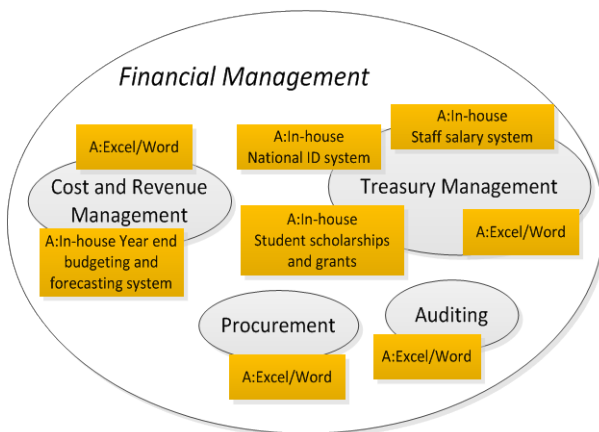 Financial Management
A:In-house
Staff salary system
A:Excel/Word
A:In-house
National ID system
Cost and Revenue
Management
Treasury Management
A:In-house
Student scholarships
and grants
A:Excel/Word
A:In-house Year end
budgeting and
forecasting system
Procurement
Auditing
A:Excel/Word
A:Excel/Word